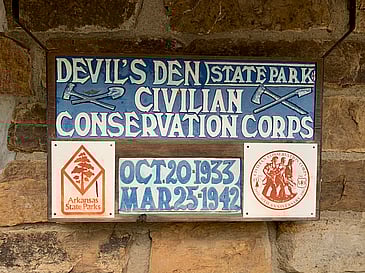 DEVIL'S DEN STATE PARK
CIVILIAN
CONSERVATION CORPS
OCT·20·1933
MAR·25·1942
Arkansas
State Parks